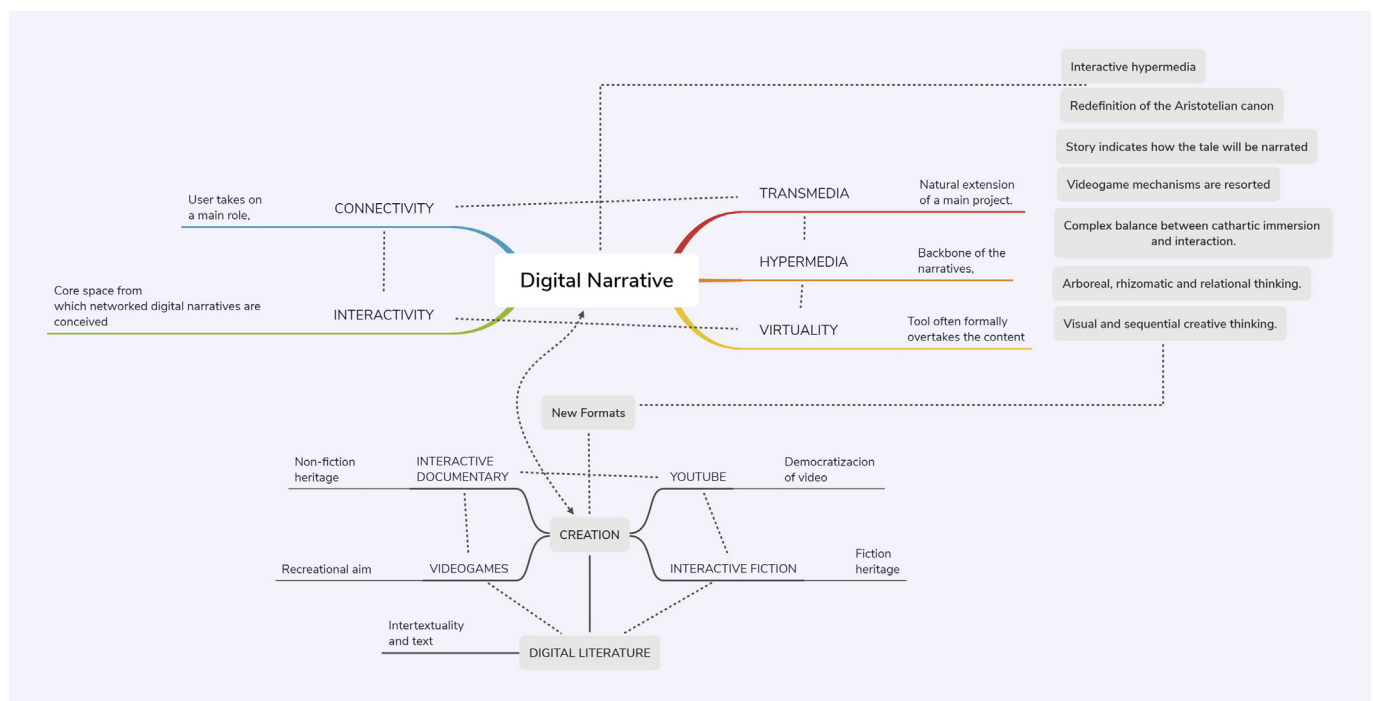 Interactive hypermedia
Redefinition of the Aristotelian canon
Story indicates how the tale will be narrated
Videogame mechanisms are resorted
Complex balance between cathartic immersion
and interaction.
Arboreal, rhizomatic and relational thinking.
Visual and sequential creative thinking.
User takes on
a main role,
CONNECTIVITY
TRANSMEDIA
Natural extension
of a main project.
Digital Narrative
HYPERMEDIA
Backbone of the
narratives,
Core space from
which networked digital narratives are
conceived
INTERACTIVITY
VIRTUALITY
Tool often formally
overtakes the content
New Formats
Non-fiction
heritage
INTERACTIVE
DOCUMENTARY
YOUTUBE
Democratizacion
of video
CREATION
Recreational aim
VIDEOGAMES
INTERACTIVE FICTION
Fiction
heritage
Intertextuality
and text
DIGITAL LITERATURE